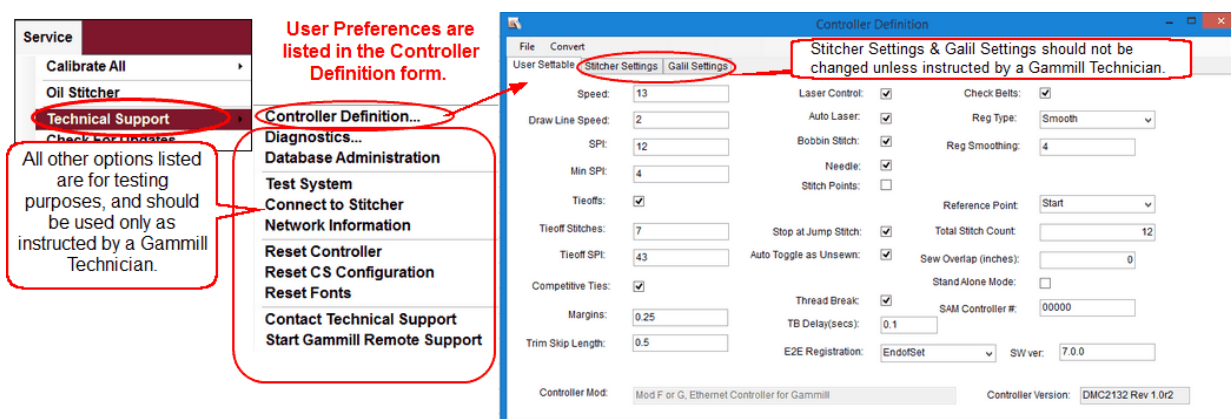 Service
Calibrate All
Oil Stitcher
Technical Support
Check For Updates
All other options listed
are for testing
purposes, and should
be used only as
instructed by a Gammill
Technician.
User Preferences are
listed in the Controller
Definition form.
Controller Definition...
Diagnostics...
Database Administration
Test System
Connect to Stitcher
Network Information
Reset Controller
Reset CS Configuration
Reset Fonts
Contact Technical Support
Start Gammill Remote Support
Controller Definition
File Convert
Stitcher Settings & Galil Settings should not be
changed unless instructed by a Gammill Technician.
User Settable Stitcher Settings Galil Settings
Speed: 13 Laser Control: Check Belts:
Draw Line Speed: 2 Auto Laser: Reg Type: Smooth
SPI: 12 Bobbin Stitch: Reg Smoothing: 4
Min SPI: 4 Needle:
Stitch Points:
Tieoffs: Reference Point: Start
Tieoff Stitches: 7 Stop at Jump Stitch: Total Stitch Count: 12
Tieoff SPI: 43 Auto Toggle as Unsewn: Sew Overlap (inches): 0
Competitive Ties: Stand Alone Mode:
Margins: 0.25 Thread Break: SAM Controller #: 00000
TB Delay(secs): 0.1
Trim Skip Length: 0.5 E2E Registration: EndofSet SW ver: 7.0.0
Controller Mod: Mod F or G, Ethernet Controller for Gammill Controller Version: DMC2132 Rev 1.0r2